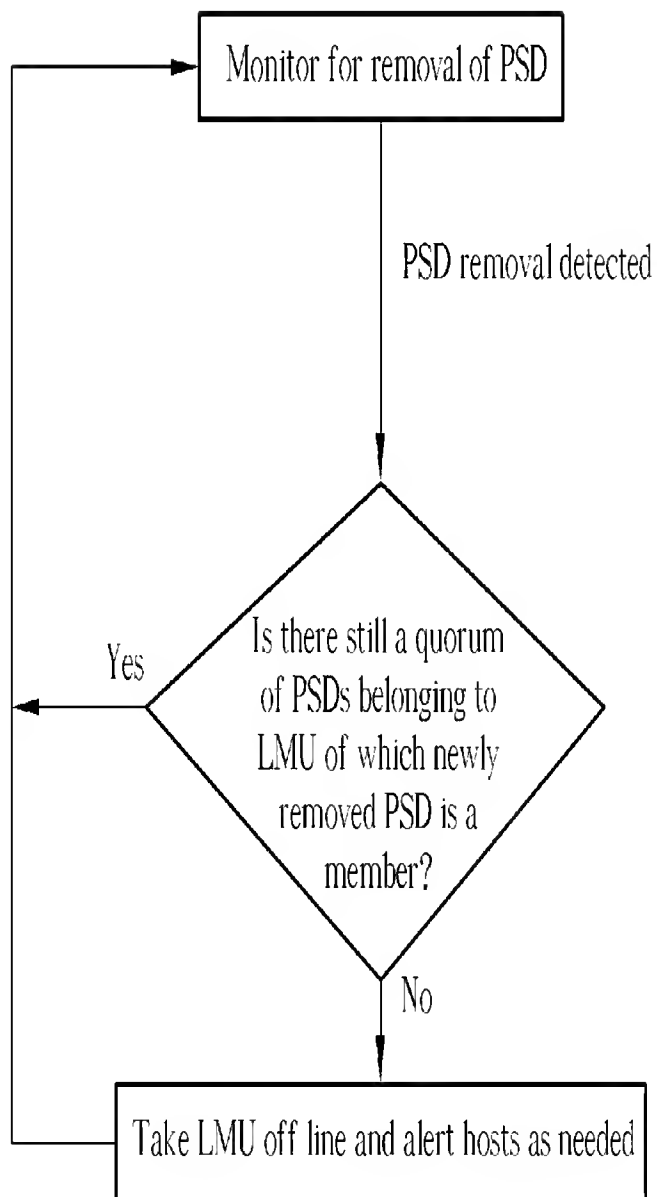 Monitor for removal of PSD
PSD removal detected
Is there still a quorum
of PSDs belonging to
LMU of which newly
removed PSD is a
member?
Yes
No
Take LMU off line and alert hosts as needed